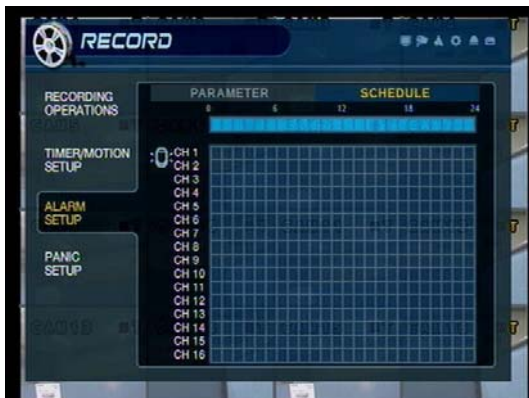 RECORD
RECORDING
OPERATIONS
TIMER/MOTION
SETUP
ALARM
SETUP
PANIC
SETUP
PARAMETER
SCHEDULE
0 6 12 18 24
CH 1
CH 2
CH 3
CH 4
CH 5
CH 6
CH 7
CH 8
CH 9
CH 10
CH 11
CH 12
CH 13
CH 14
CH 15
CH 16